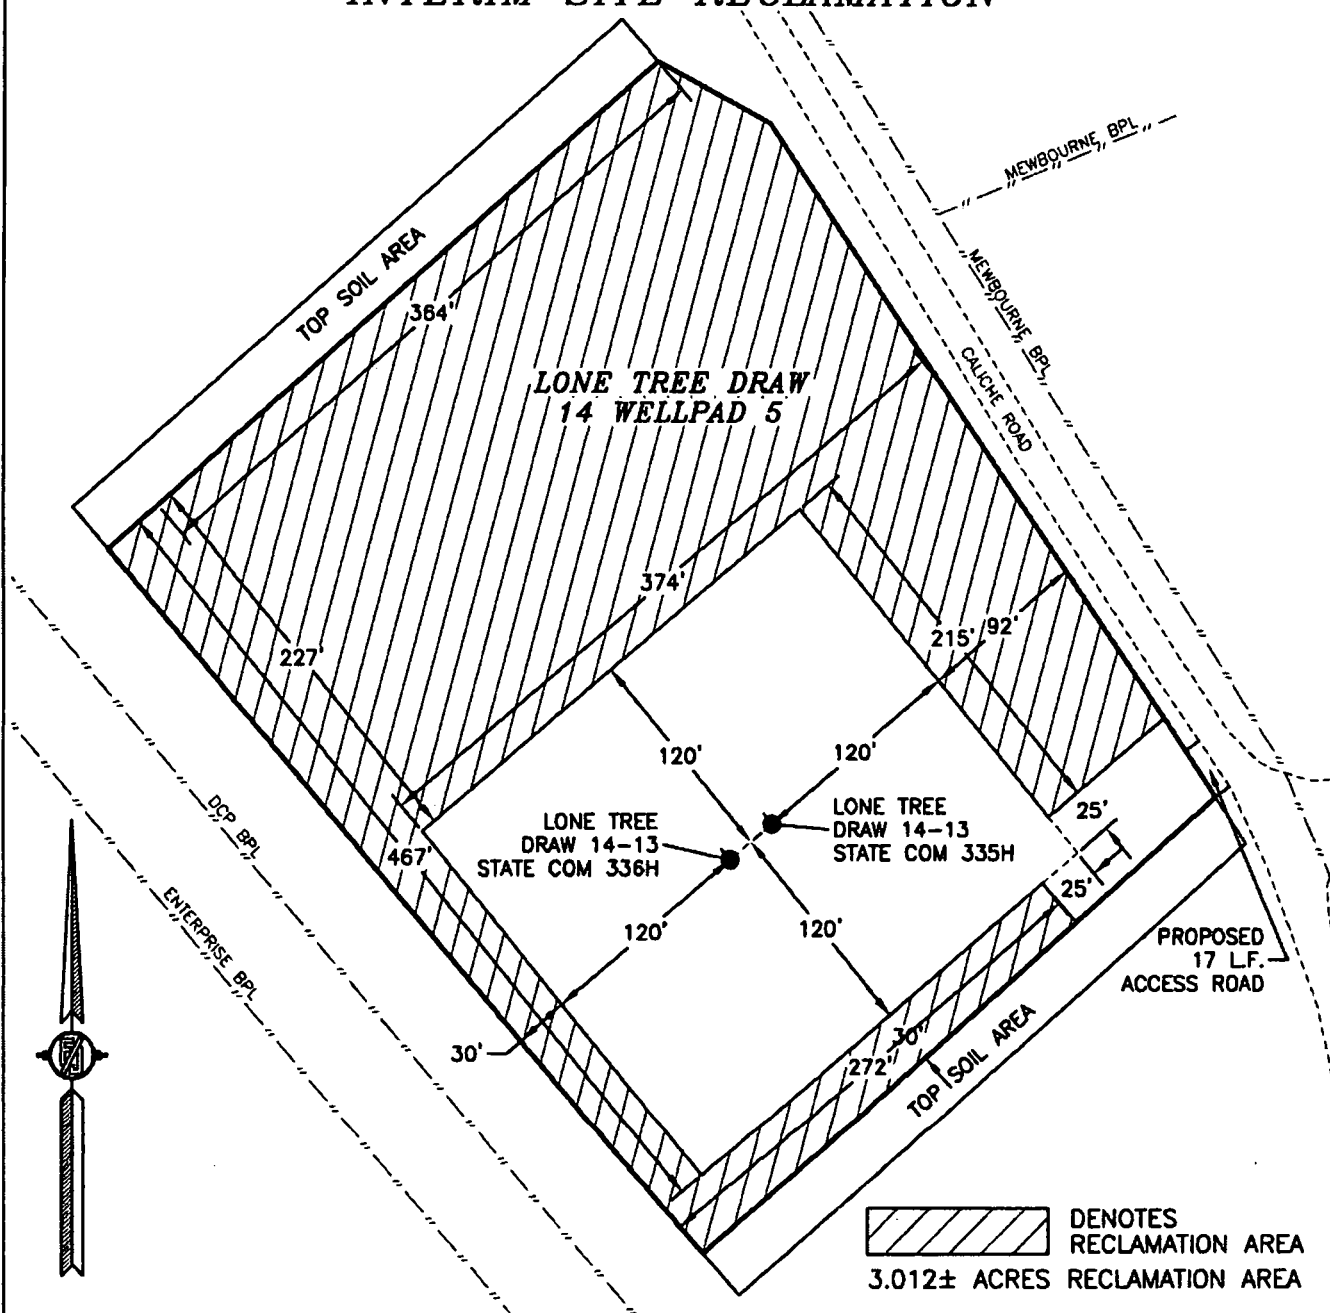 INTERIM SITE RECLAMATION
MEWBOURNE BPL
TOP SOIL AREA
364'
MEWBOURNE BPL
CALICHE ROAD
LONE TREE DRAW
14 WELLPAD 5
374'
227'
215'
92'
120'
120'
LONE TREE
DRAW 14-13
STATE COM 336H
LONE TREE
DRAW 14-13
STATE COM 335H
25'
25'
467'
DCP BPL
ENTERPRISE BPL
120'
120'
PROPOSED
17 L.F.
ACCESS ROAD
30'
30'
272'
TOP SOIL AREA
DENOTES
RECLAMATION AREA
3.012± ACRES RECLAMATION AREA